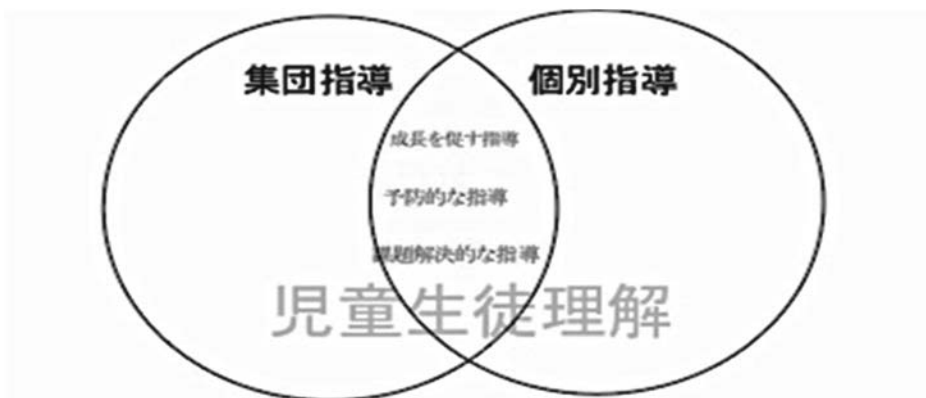 集団指導
個別指導
成長を促す指導
予防的な指導
課題解決的な指導
児童生徒理解